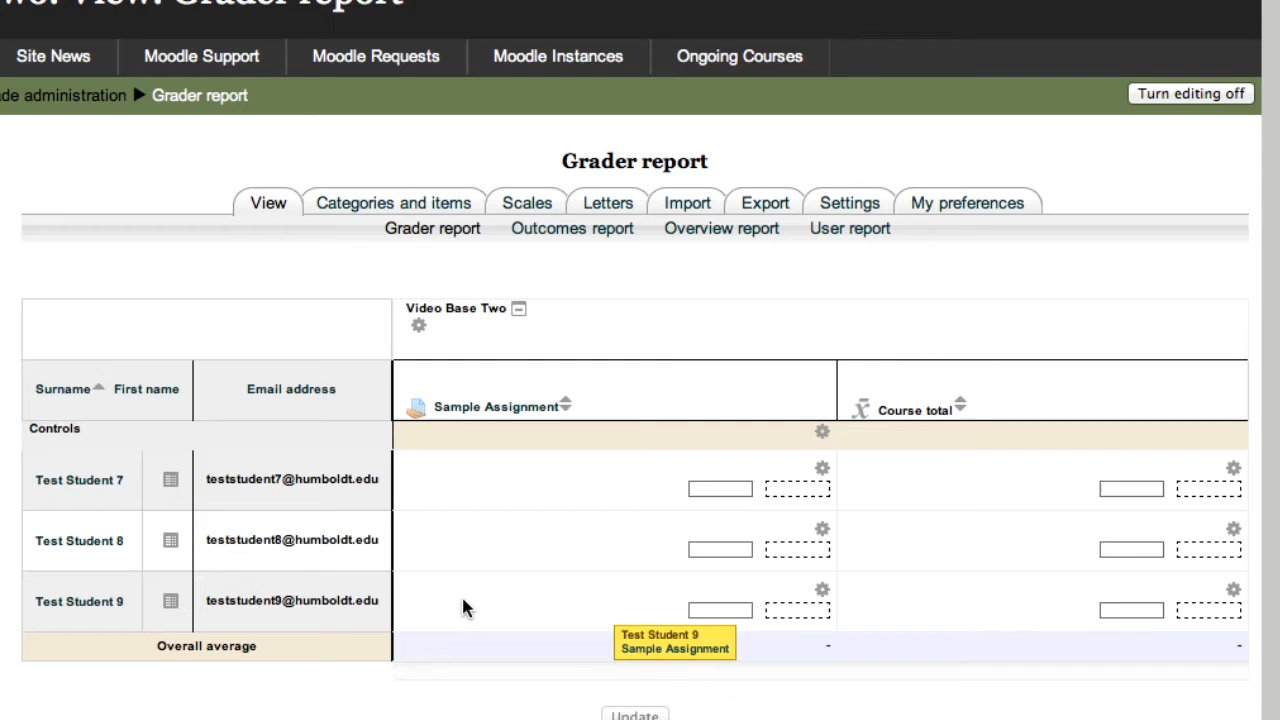 View: Grader report
Site News Moodle Support Moodle Requests Moodle Instances Ongoing Courses
administration ▶ Grader report Turn editing off
Grader report
View Categories and items Scales Letters Import Export Settings My preferences
Grader report Outcomes report Overview report User report
Video Base Two
Surname First name Email address Sample Assignment x̄ Course total
Controls
Test Student 7 teststudent7@humboldt.edu
Test Student 8 teststudent8@humboldt.edu
Test Student 9 teststudent9@humboldt.edu
Test Student 9
Sample Assignment
Overall average - -
Update